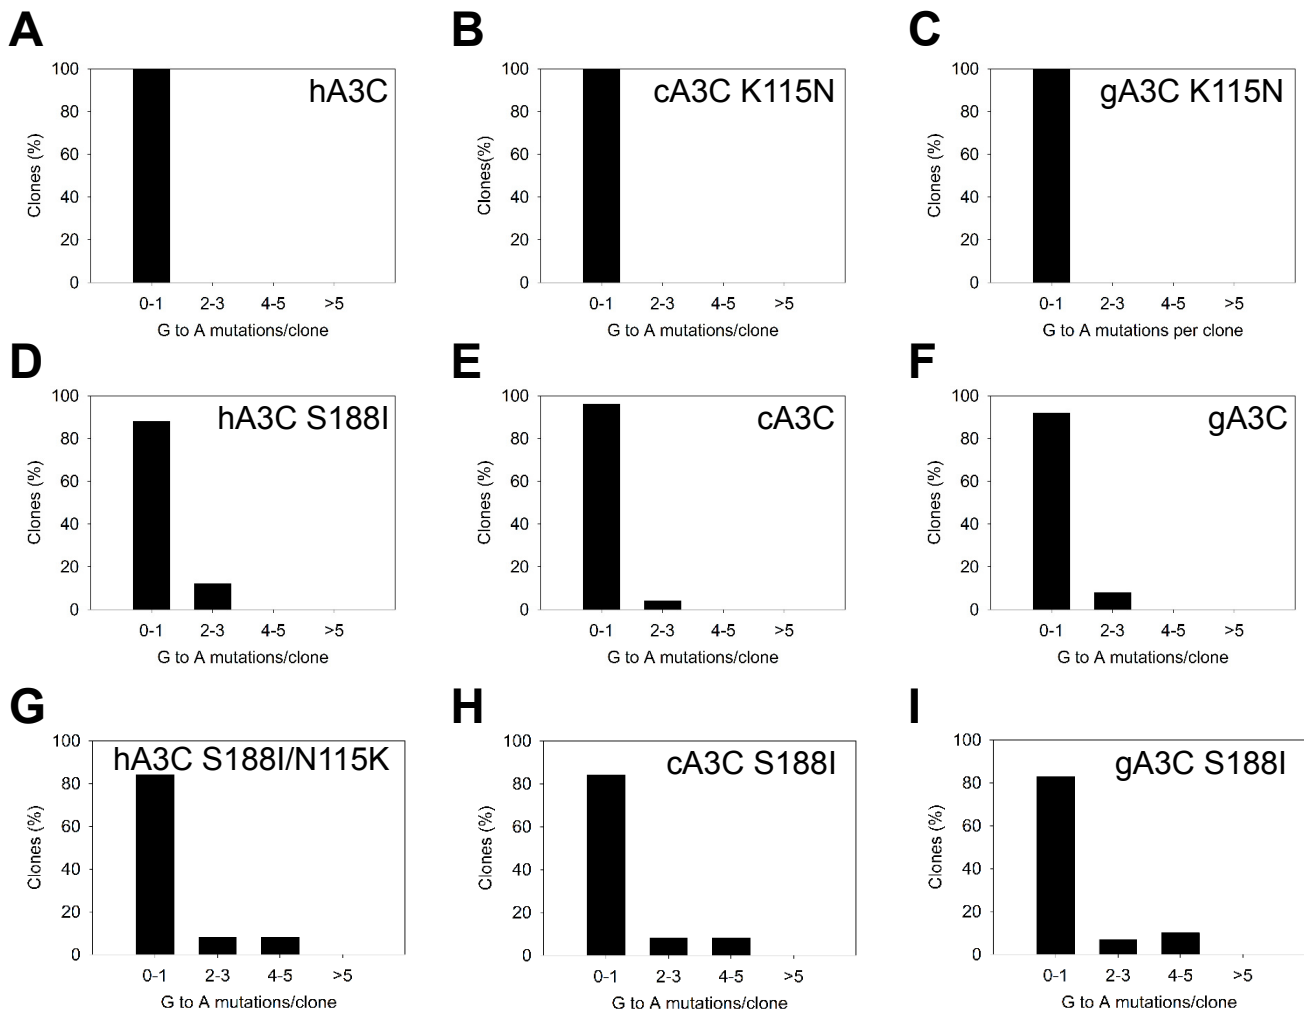 A
B
C
hA3C
cA3C K115N
gA3C K115N
Clones (%)
100
80
60
40
20
0
0-1
2-3
4-5
>5
G to A mutations/clone
Clones(%)
100
80
60
40
20
0
0-1
2-3
4-5
>5
G to A mutations/clone
Clones (%)
100
80
60
40
20
0
0-1
2-3
4-5
>5
G to A mutations per clone
D
E
F
hA3C S188I
cA3C
gA3C
Clones (%)
100
80
60
40
20
0
0-1
2-3
4-5
>5
G to A mutations/clone
Clones (%)
100
80
60
40
20
0
0-1
2-3
4-5
>5
G to A mutations/clone
Clones (%)
100
80
60
40
20
0
0-1
2-3
4-5
>5
G to A mutations/clone
G
H
I
hA3C S188I/N115K
cA3C S188I
gA3C S188I
Clones (%)
100
80
60
40
20
0
0-1
2-3
4-5
>5
G to A mutations/clone
Clones (%)
100
80
60
40
20
0
0-1
2-3
4-5
>5
G to A mutations/clone
Clones (%)
100
80
60
40
20
0
0-1
2-3
4-5
>5
G to A mutations/clone